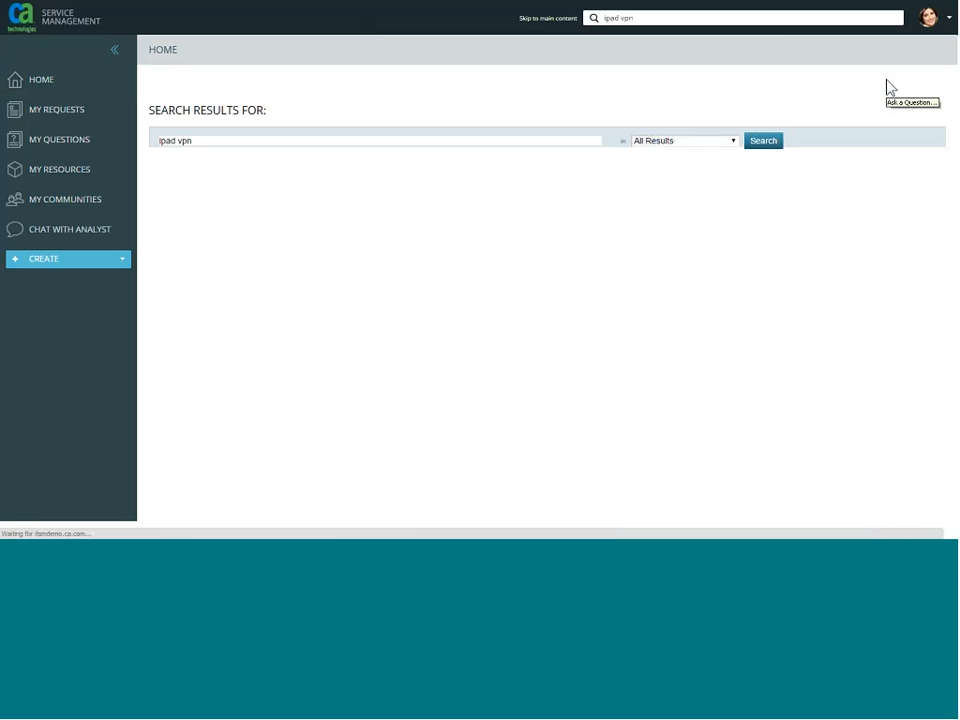 ca
technologies
SERVICE
MANAGEMENT
Skip to main content
ipad vpn
HOME
HOME
MY REQUESTS
MY QUESTIONS
MY RESOURCES
MY COMMUNITIES
CHAT WITH ANALYST
+ CREATE
Ask a Question...
SEARCH RESULTS FOR:
ipad vpn in All Results Search
Waiting for itsmdemo.ca.com...